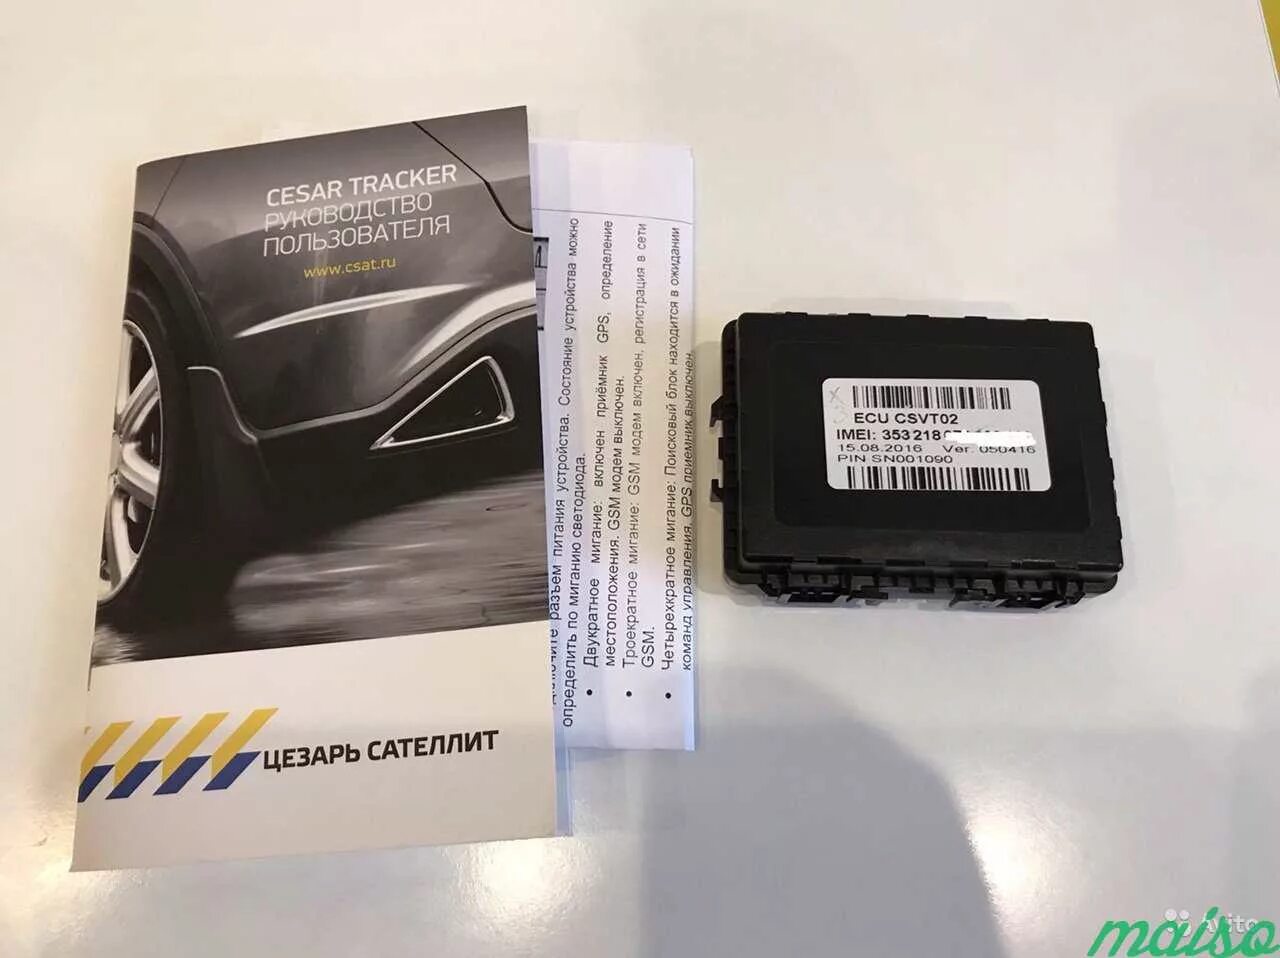 CESAR TRACKER
РУКОВОДСТВО
ПОЛЬЗОВАТЕЛЯ
www.csat.ru
ЦЕЗАРЬ САТЕЛЛИТ
разъем питания устройства. Состояние устройства можно
определить по миганию светодиода.
• Двукратное мигание: включен приёмник GPS, определение
местоположения. GSM модем выключен.
• Троекратное мигание: GSM модем включен, регистрация в сети
GSM.
• Четырехкратное мигание: Поисковый блок находится в ожидании
команд управления. GPS приемник выключен.
ECU CSVT02
IMEI: 353218
15.08.2016 Ver. 050416
PIN SN001090
maiso
Avito